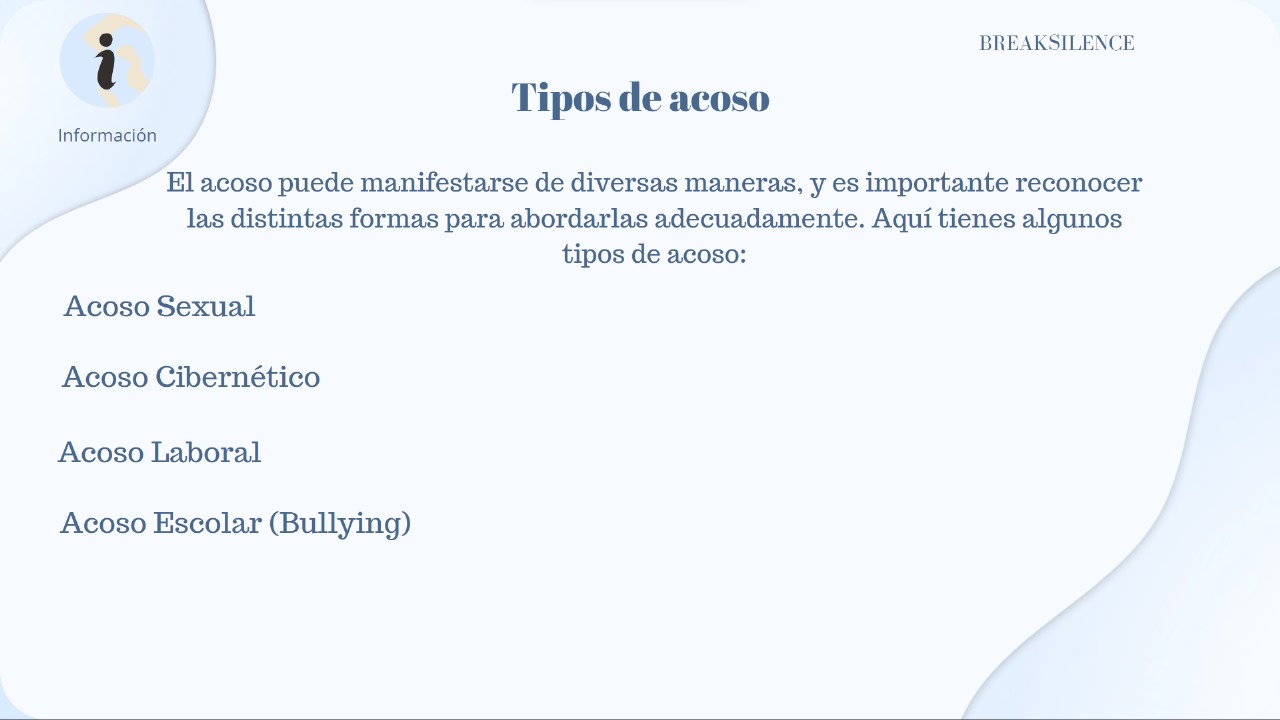 BREAKSILENCE
Tipos de acoso
Información
El acoso puede manifestarse de diversas maneras, y es importante reconocer
las distintas formas para abordarlas adecuadamente. Aquí tienes algunos
tipos de acoso:
Acoso Sexual
Acoso Cibernético
Acoso Laboral
Acoso Escolar (Bullying)